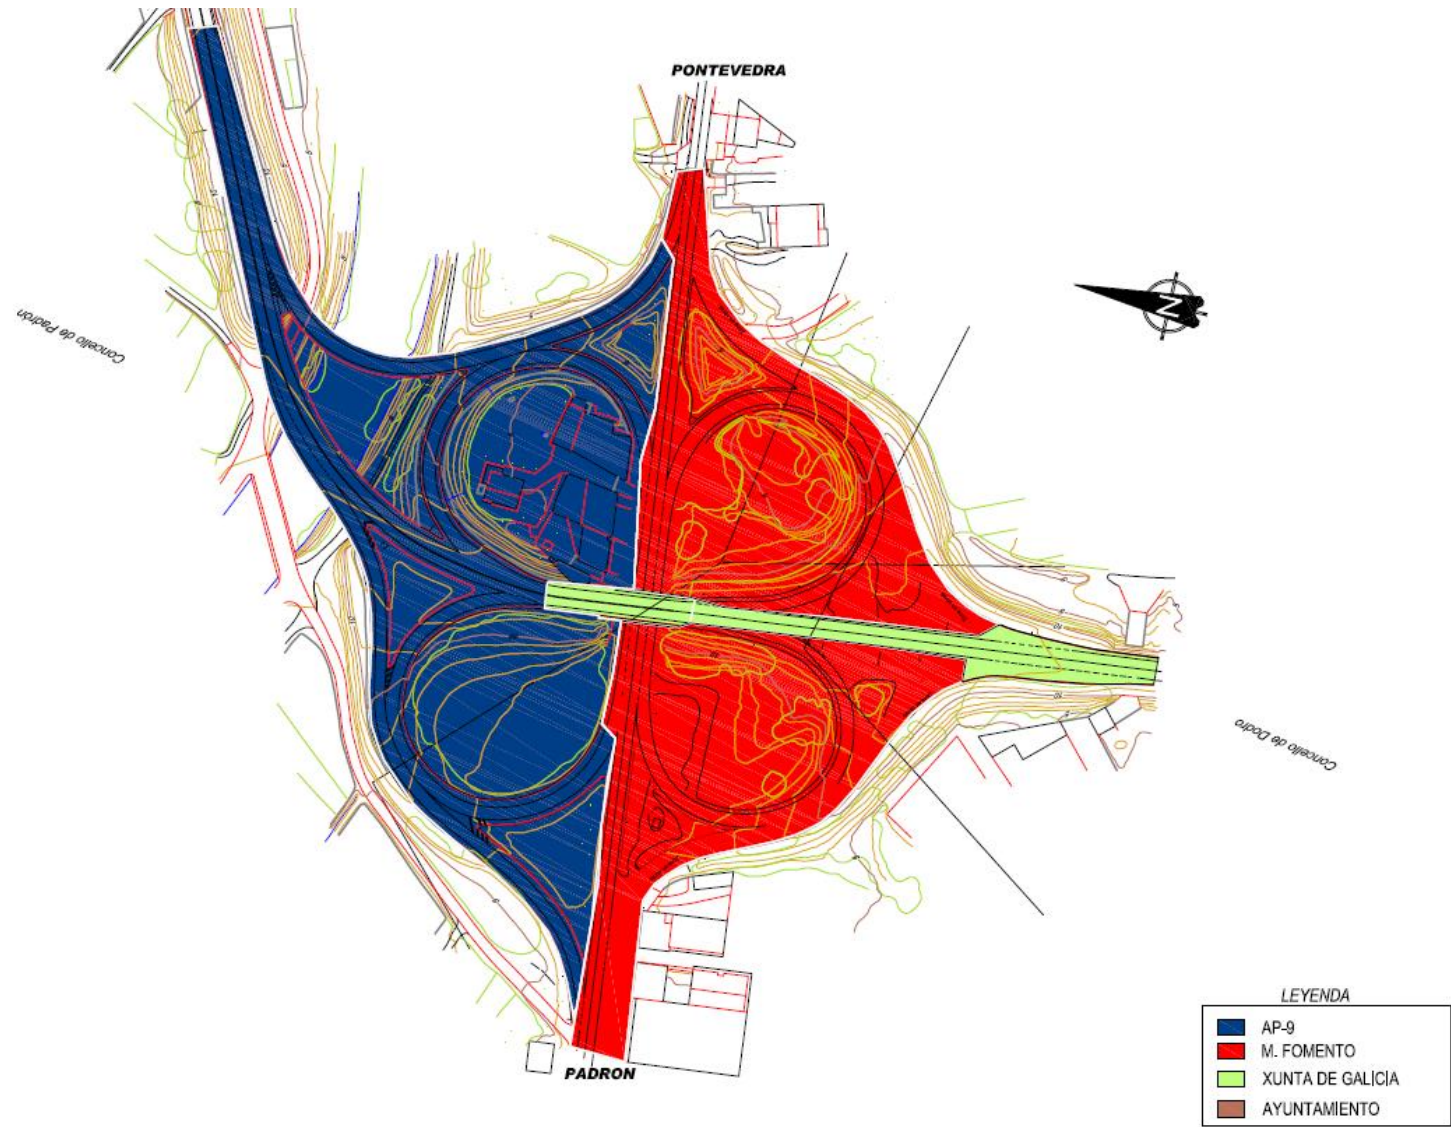 PONTEVEDRA
Concello de Padrón
N
Concello de Dodro
PADRON
LEYENDA
AP-9
M. FOMENTO
XUNTA DE GALICIA
AYUNTAMIENTO